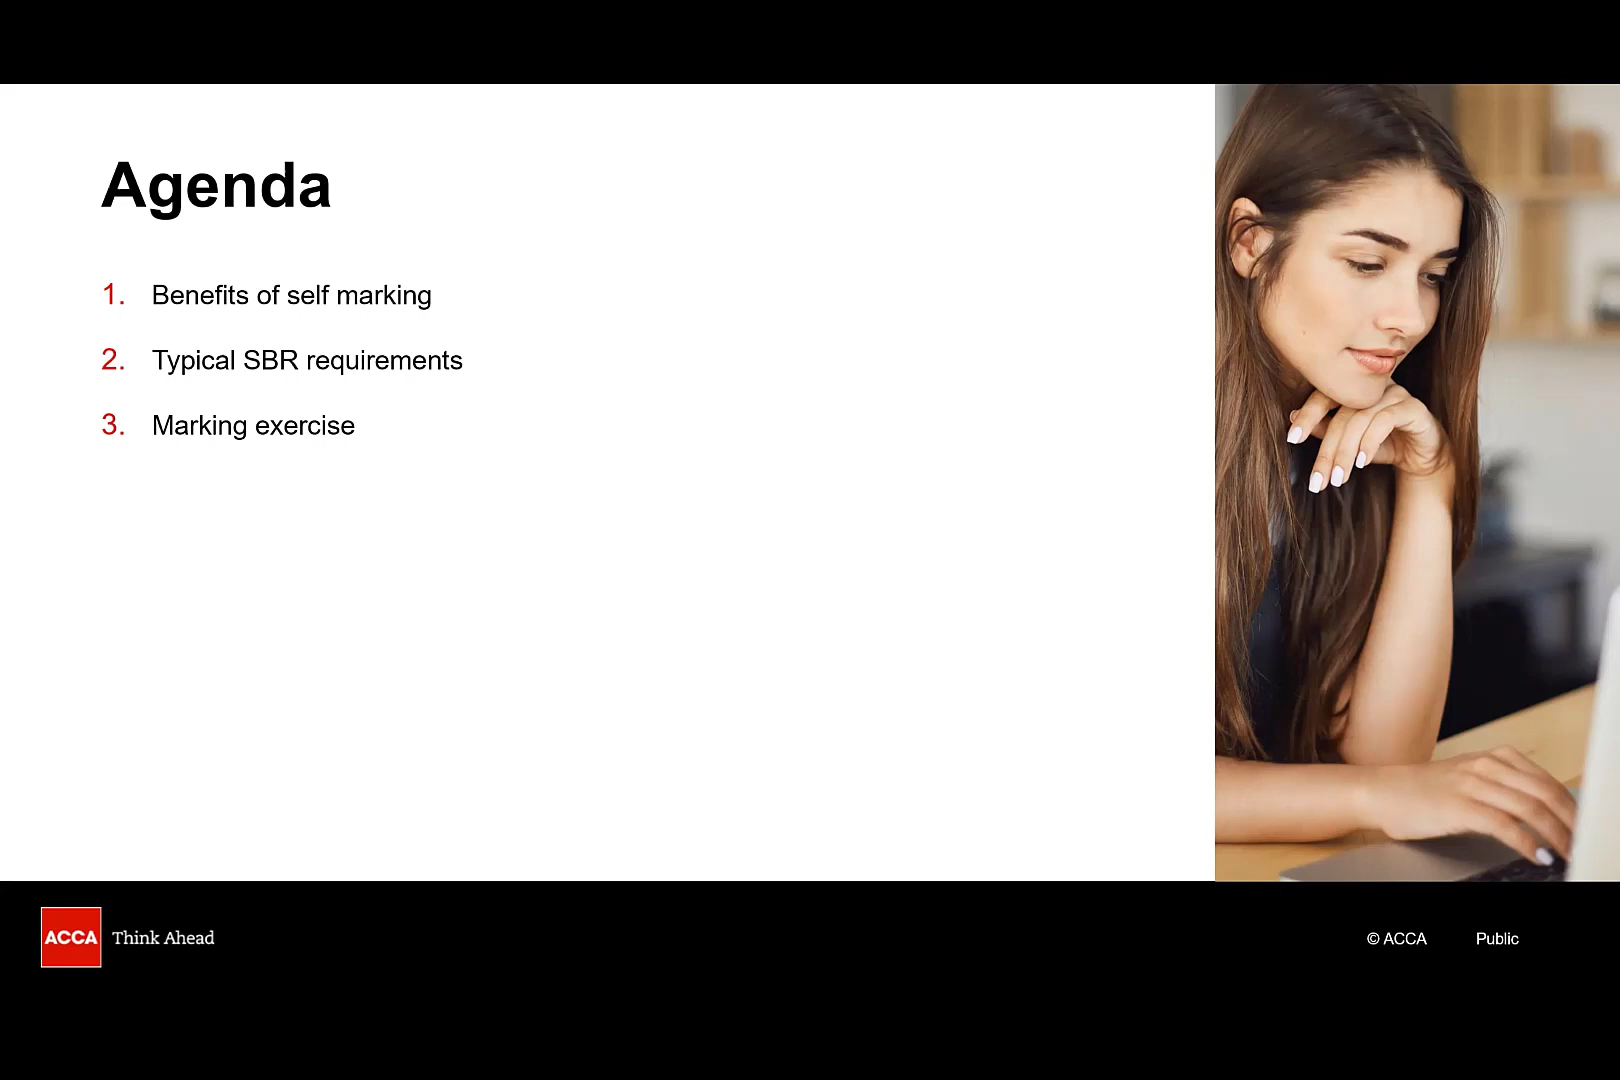 Agenda
1. Benefits of self marking
2. Typical SBR requirements
3. Marking exercise
ACCA Think Ahead
© ACCA Public